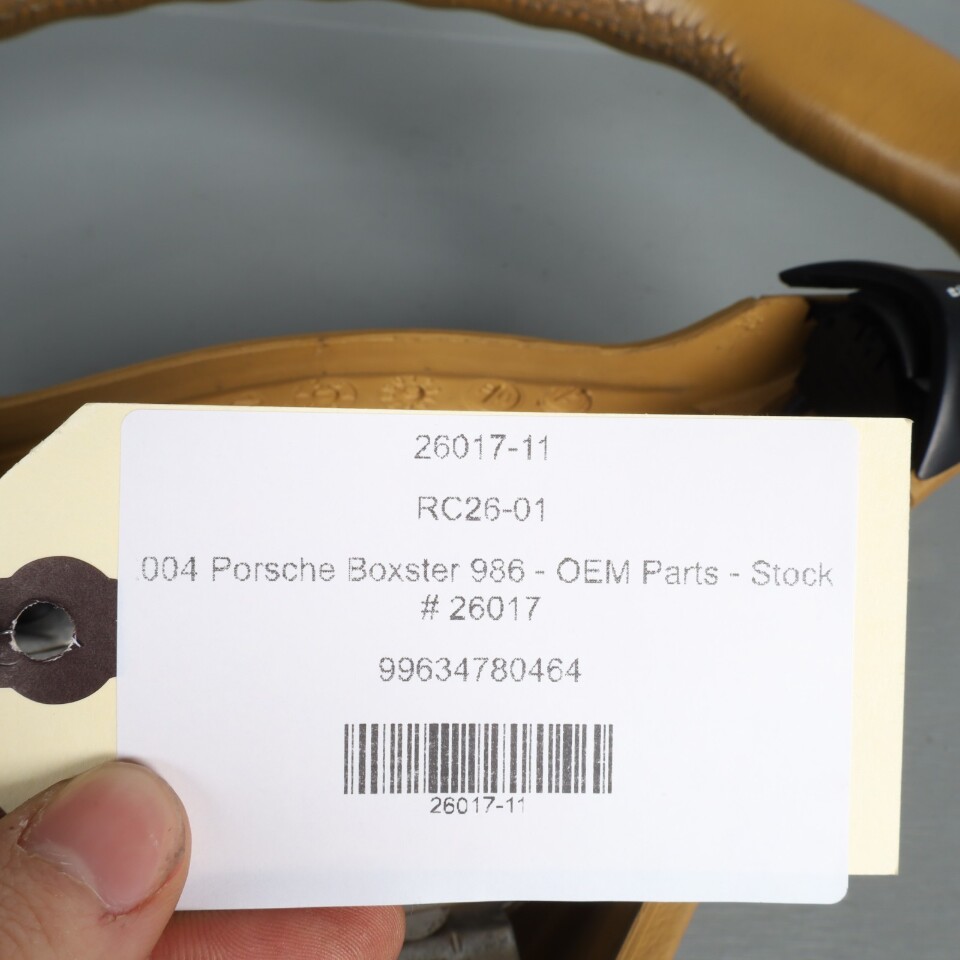 26017-11
RC26-01
004 Porsche Boxster 986 - OEM Parts - Stock
# 26017
99634780464
26017-11